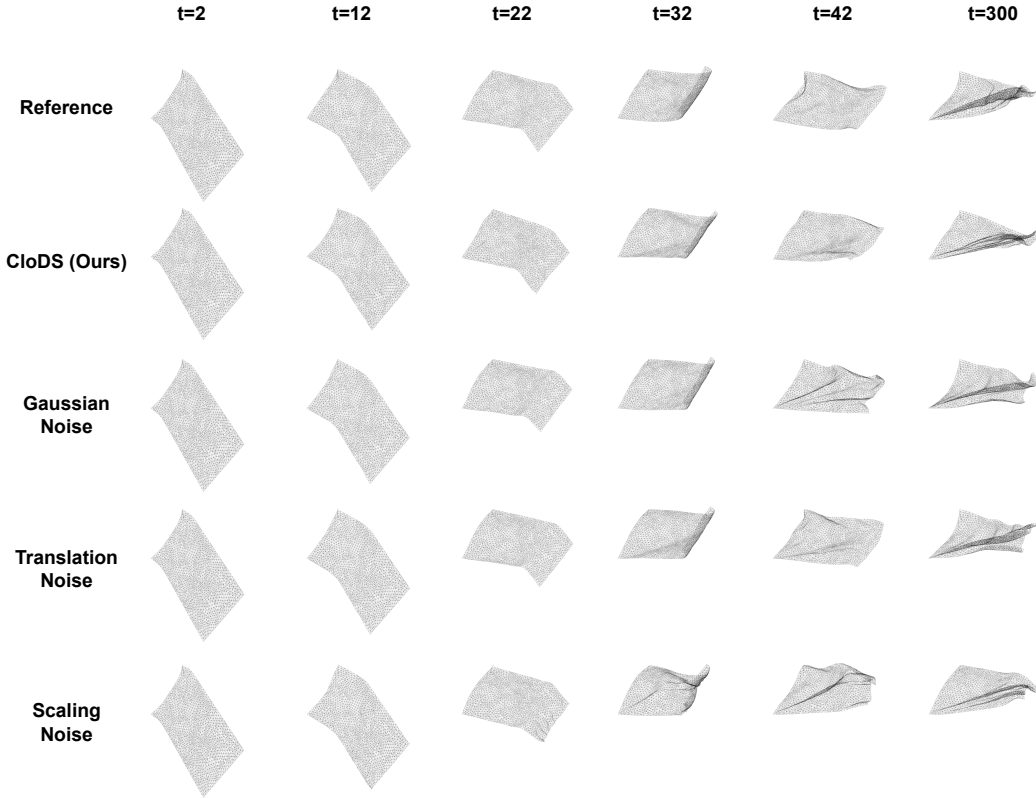 t=2 t=12 t=22 t=32 t=42 t=300
Reference
CloDS (Ours)
Gaussian
Noise
Translation
Noise
Scaling
Noise